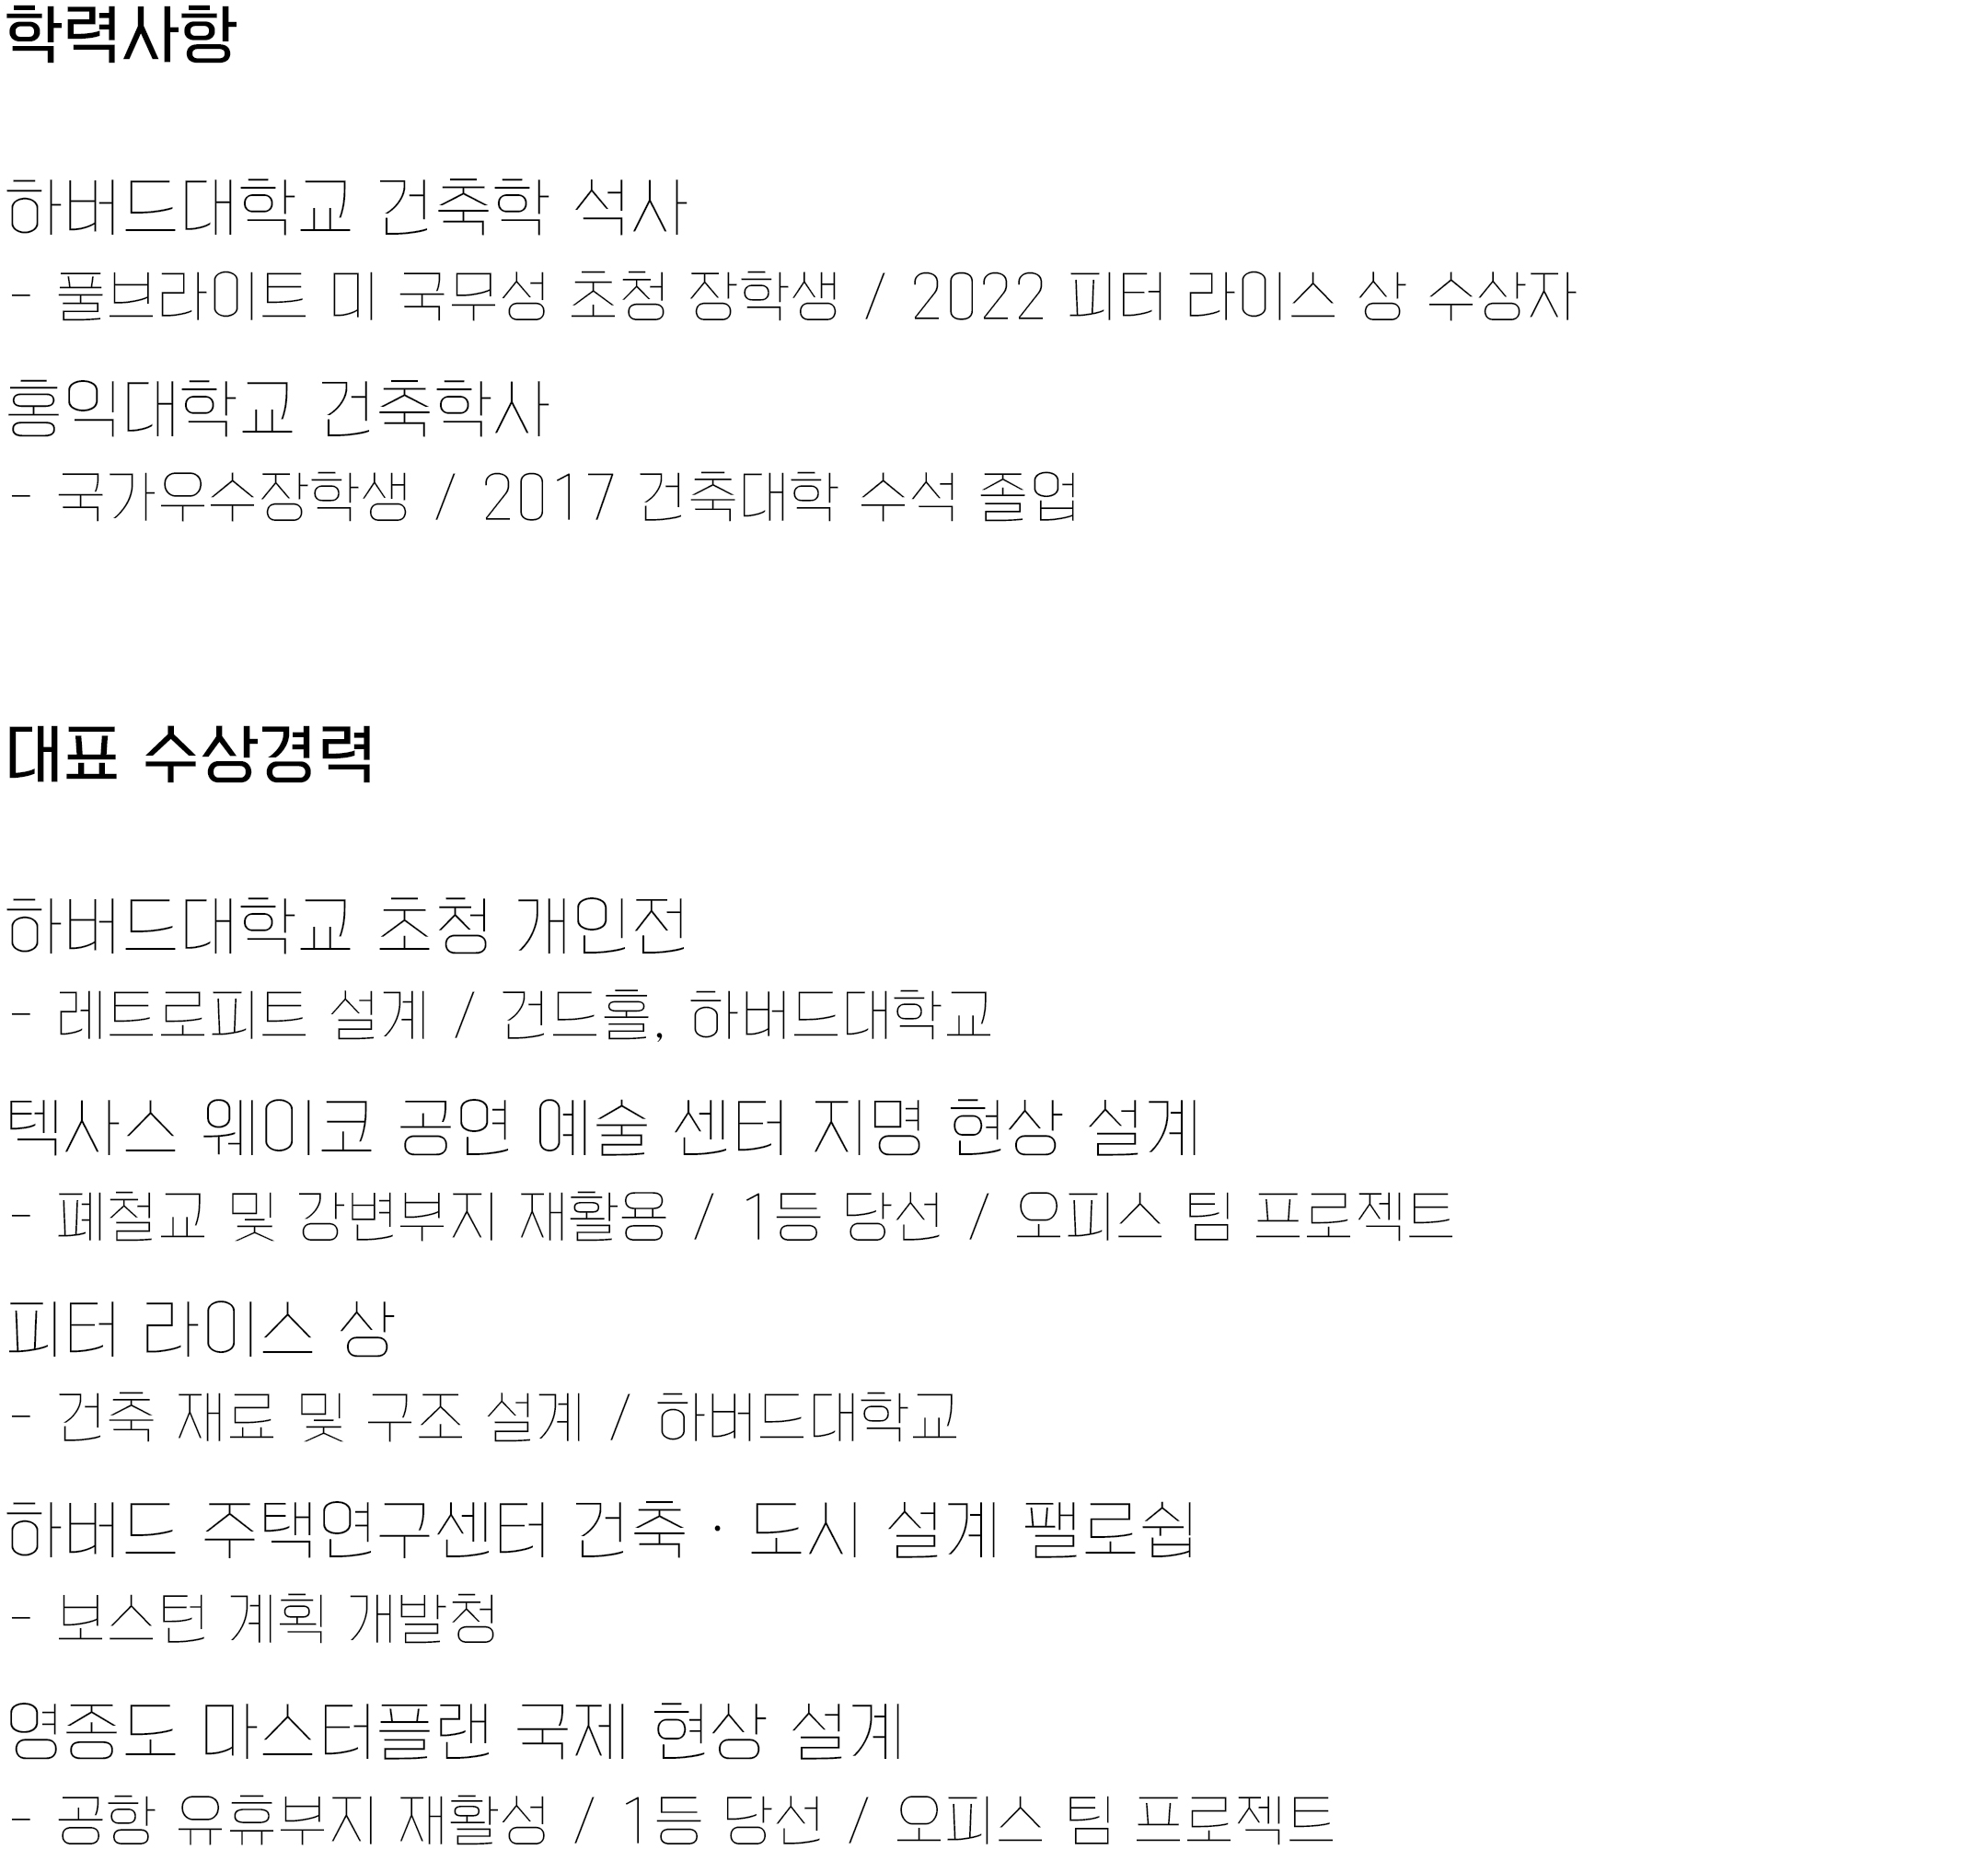 학력사항
하버드대학교 건축학 석사
- 풀브라이트 미 국무성 초청 장학생 / 2022 피터 라이스 상 수상자
홍익대학교 건축학사
- 국가우수장학생 / 2017 건축대학 수석 졸업
대표 수상경력
하버드대학교 초청 개인전
- 레트로피트 설계 / 건드홀, 하버드대학교
텍사스 웨이코 공연 예술 센터 지명 현상 설계
- 폐철교 및 강변부지 재활용 / 1등 당선 / 오피스 팀 프로젝트
피터 라이스 상
- 건축 재료 및 구조 설계 / 하버드대학교
하버드 주택연구센터 건축 · 도시 설계 팰로쉽
- 보스턴 계획 개발청
영종도 마스터플랜 국제 현상 설계
- 공항 유휴부지 재활성 / 1등 당선 / 오피스 팀 프로젝트